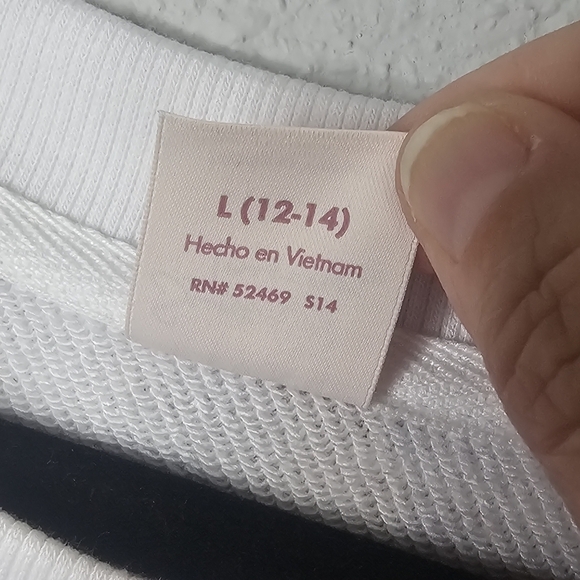 L (12-14)
Hecho en Vietnam
RN# 52469 S14